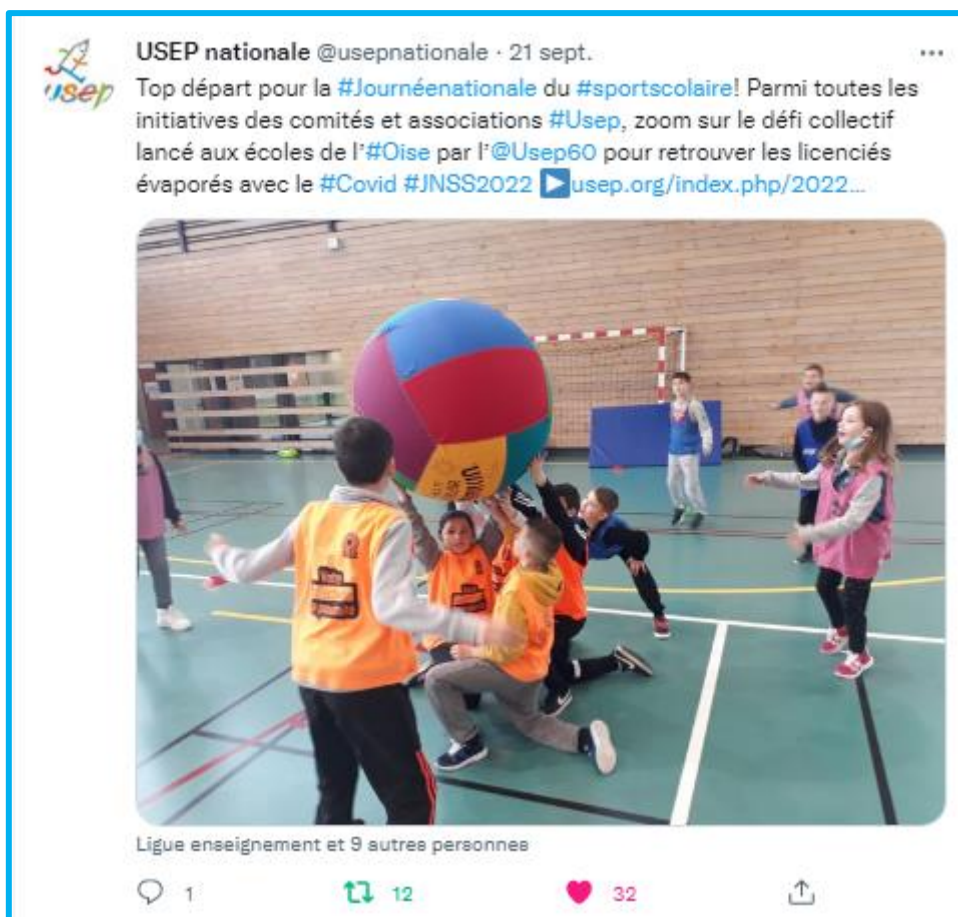 usep
USEP nationale @usepnationale · 21 sept.
Top départ pour la #Journéenationale du #sportscolaire! Parmi toutes les
initiatives des comités et associations #Usep, zoom sur le défi collectif
lancé aux écoles de l'#Oise par l'@Usep60 pour retrouver les licenciés
évaporés avec le #Covid #JNSS2022 ▶usep.org/index.php/2022...
Ligue enseignement et 9 autres personnes
1 12 32